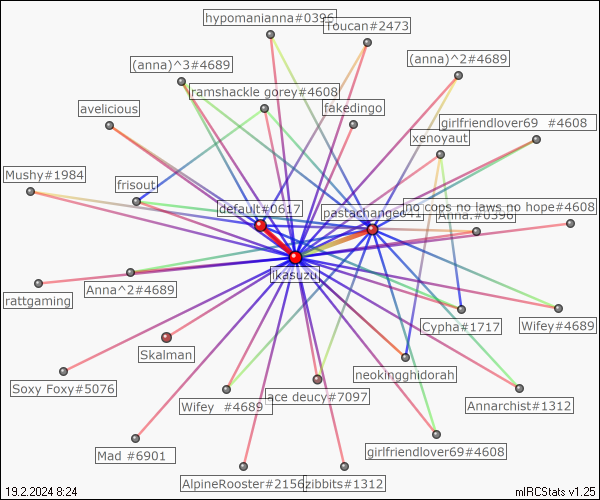 hypomanianna#0396
Toucan#2473
(anna)^3#4689
(anna)^2#4689
ramshackle gorey#4608
avelicious
fakedingo
girlfriendlover69 #4608
xenoyaut
Mushy#1984
frisout
default#0617
pastachange041
no cops no laws no hope#4608
Anna.#0396
ikasuzu
rattgaming
Anna^2#4689
Cypha#1717
Wifey#4689
Skalman
neokingghidorah
Soxy Foxy#5076
ace deucy#7097
Wifey #4689
Annarchist#1312
Mad #6901
girlfriendlover69#4608
AlpineRooster#2156
zibbits#1312
19.2.2024 8:24
mIRCStats v1.25